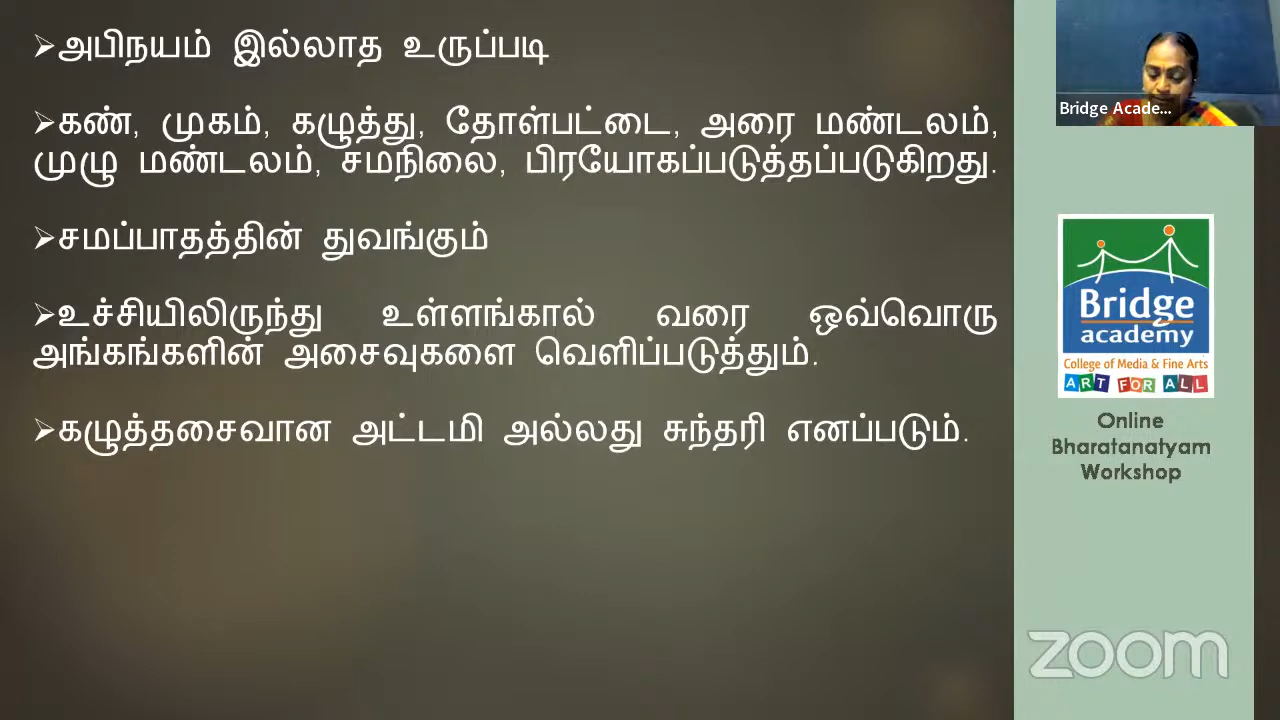 ➢அபிநயம் இல்லாத உருப்படி
➢கண், முகம், கழுத்து, தோள்பட்டை, அரை மண்டலம்,
முழு மண்டலம், சமநிலை, பிரயோகப்படுத்தப்படுகிறது.
➢சமப்பாதத்தின் துவங்கும்
➢உச்சியிலிருந்து உள்ளங்கால் வரை ஒவ்வொரு
அங்கங்களின் அசைவுகளை வெளிப்படுத்தும்.
➢கழுத்தசைவான அட்டமி அல்லது சுந்தரி எனப்படும்.
Bridge Acade...
Bridge
academy
College of Media & Fine Arts
ART FOR ALL
Online
Bharatanatyam
Workshop
zoom